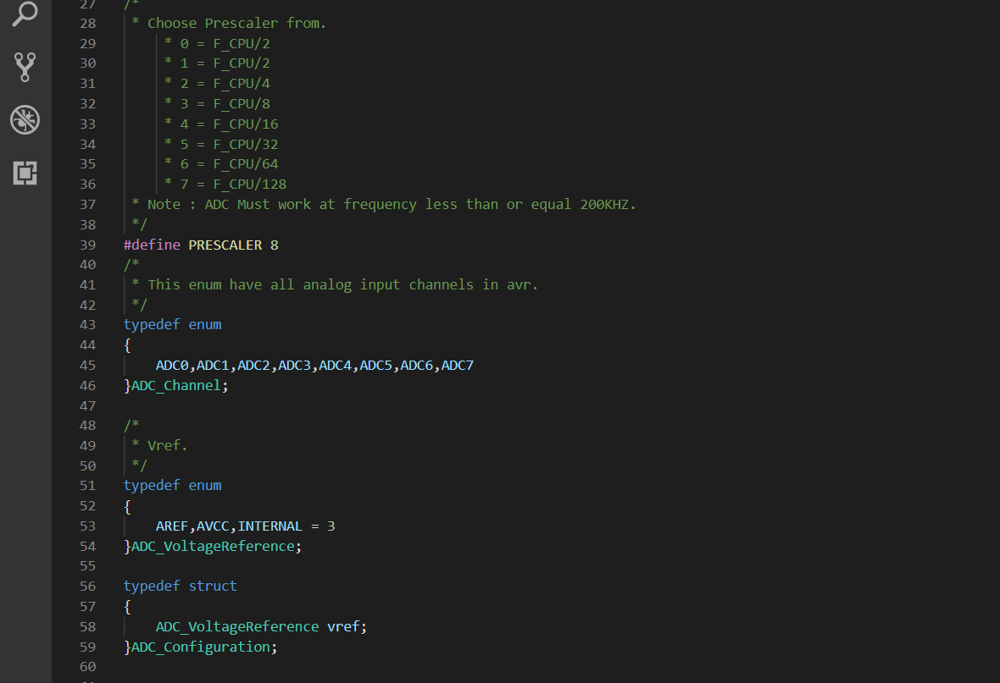 27 /*
28 * Choose Prescaler from.
29 * 0 = F_CPU/2
30 * 1 = F_CPU/2
31 * 2 = F_CPU/4
32 * 3 = F_CPU/8
33 * 4 = F_CPU/16
34 * 5 = F_CPU/32
35 * 6 = F_CPU/64
36 * 7 = F_CPU/128
37 * Note : ADC Must work at frequency less than or equal 200KHZ.
38 */
39 #define PRESCALER 8
40 /*
41 * This enum have all analog input channels in avr.
42 */
43 typedef enum
44 {
45 ADC0,ADC1,ADC2,ADC3,ADC4,ADC5,ADC6,ADC7
46 }ADC_Channel;
47
48 /*
49 * Vref.
50 */
51 typedef enum
52 {
53 AREF,AVCC,INTERNAL = 3
54 }ADC_VoltageReference;
55
56 typedef struct
57 {
58 ADC_VoltageReference vref;
59 }ADC_Configuration;
60